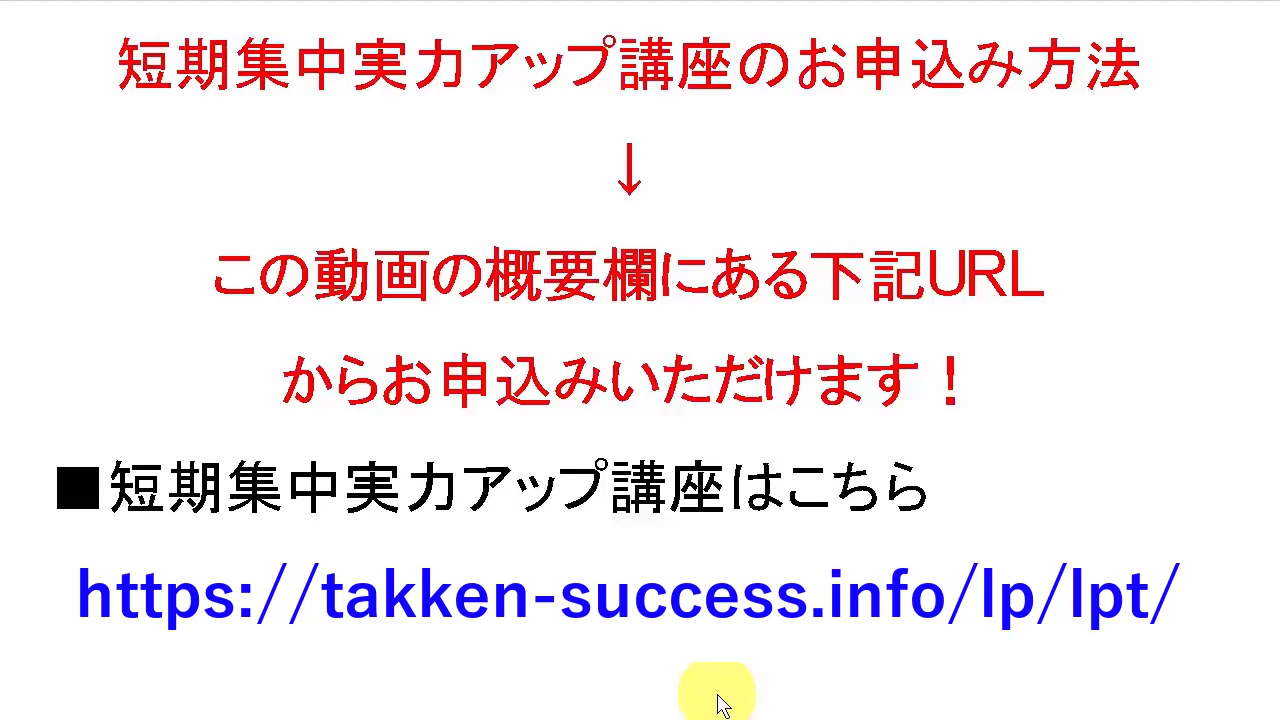 短期集中実力アップ講座のお申込み方法
↓
この動画の概要欄にある下記URL
からお申込みいただけます！
■短期集中実力アップ講座はこちら
https://takken-success.info/lp/lpt/